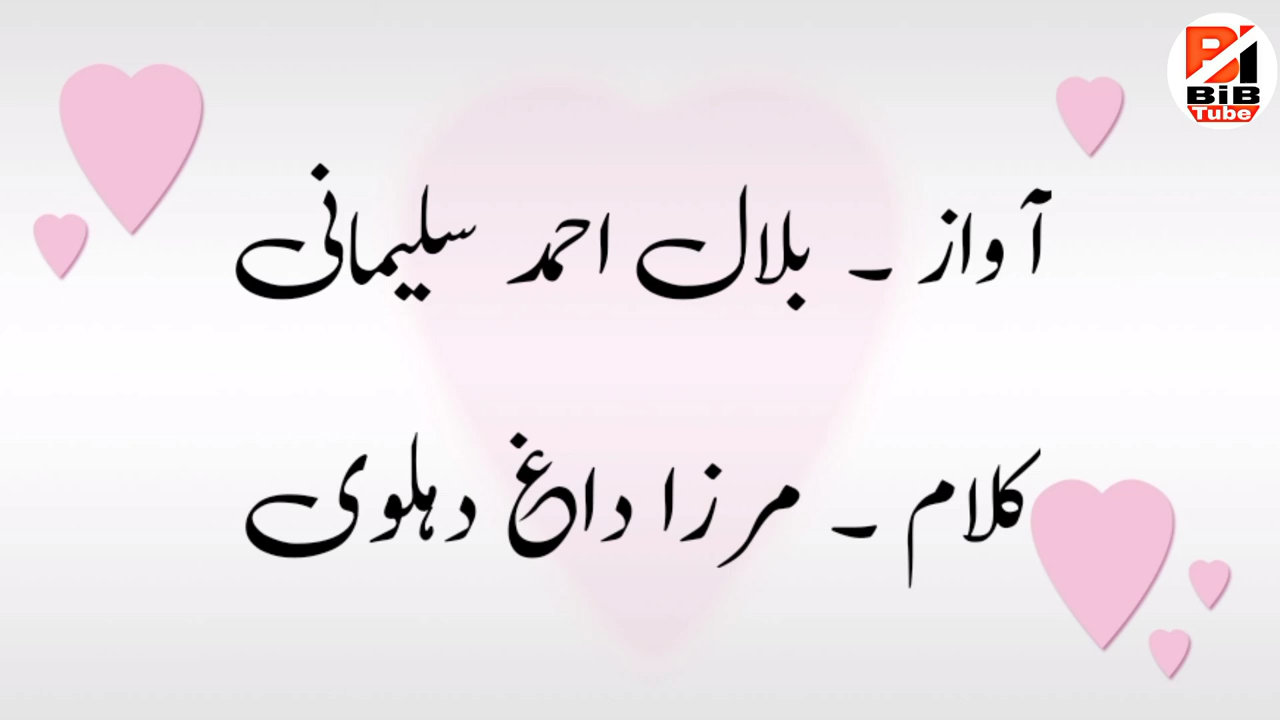 BiB
Tube
آواز ۔ بلال احمد سلیمانی
کلام ۔ مرزا داغ دہلوی